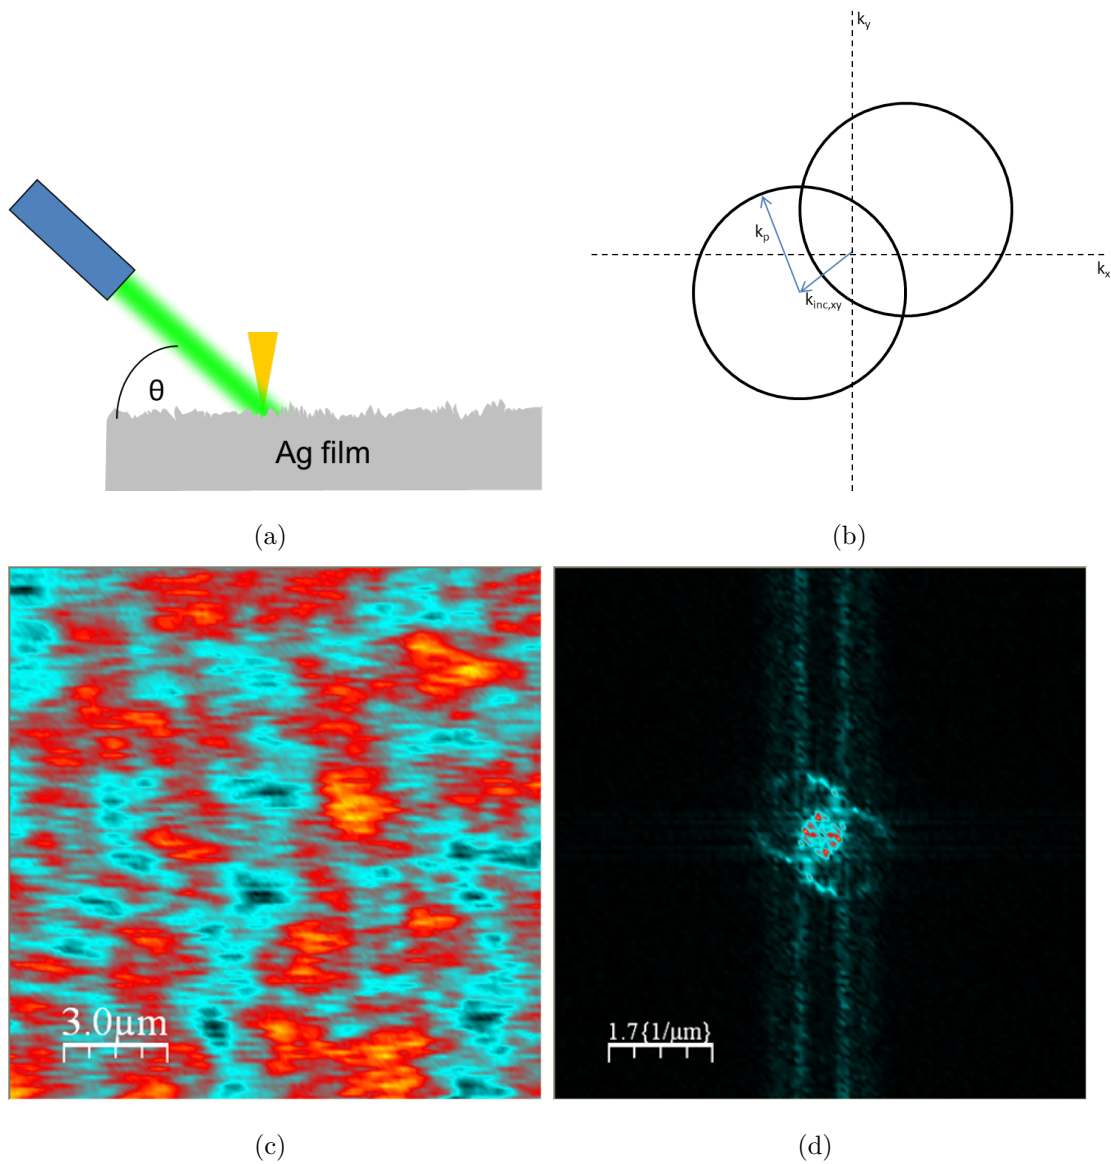 θ
Ag film
(a)
k_y
k_p
k_x
k_inc,xy
(b)
3.0µm
(c)
1.7{1/µm}
(d)